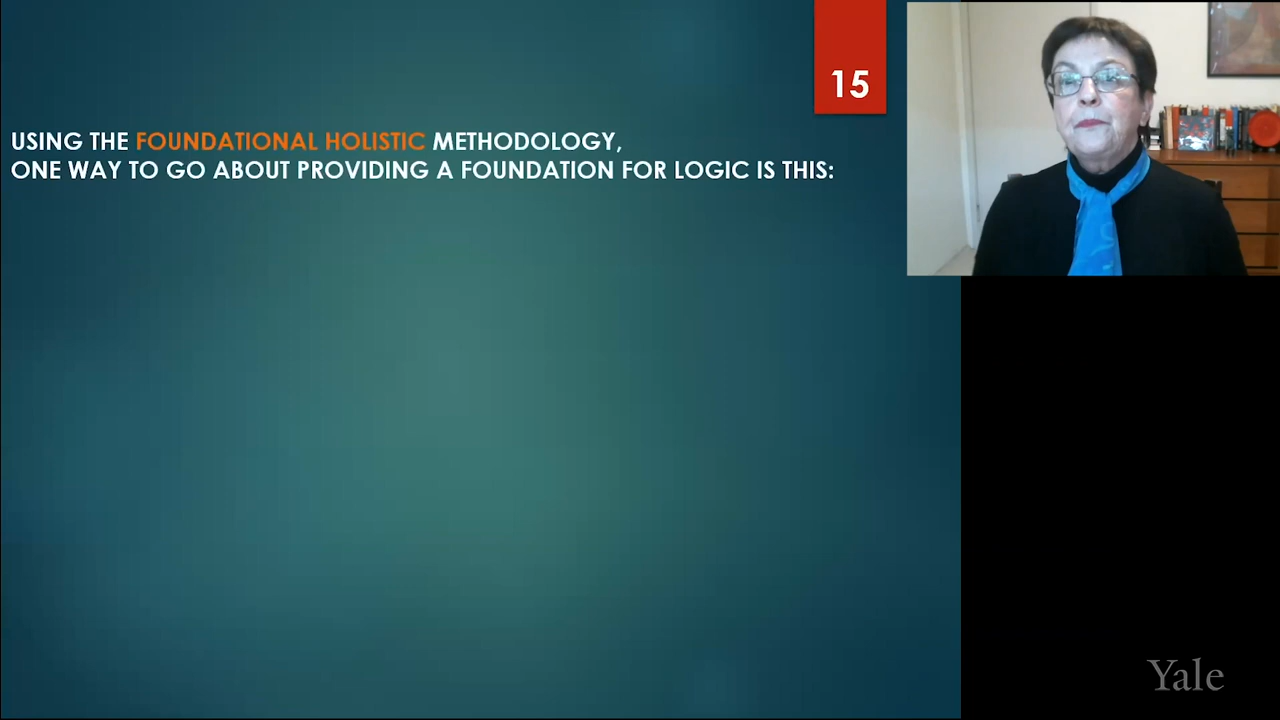 15
USING THE FOUNDATIONAL HOLISTIC METHODOLOGY,
ONE WAY TO GO ABOUT PROVIDING A FOUNDATION FOR LOGIC IS THIS:
Yale